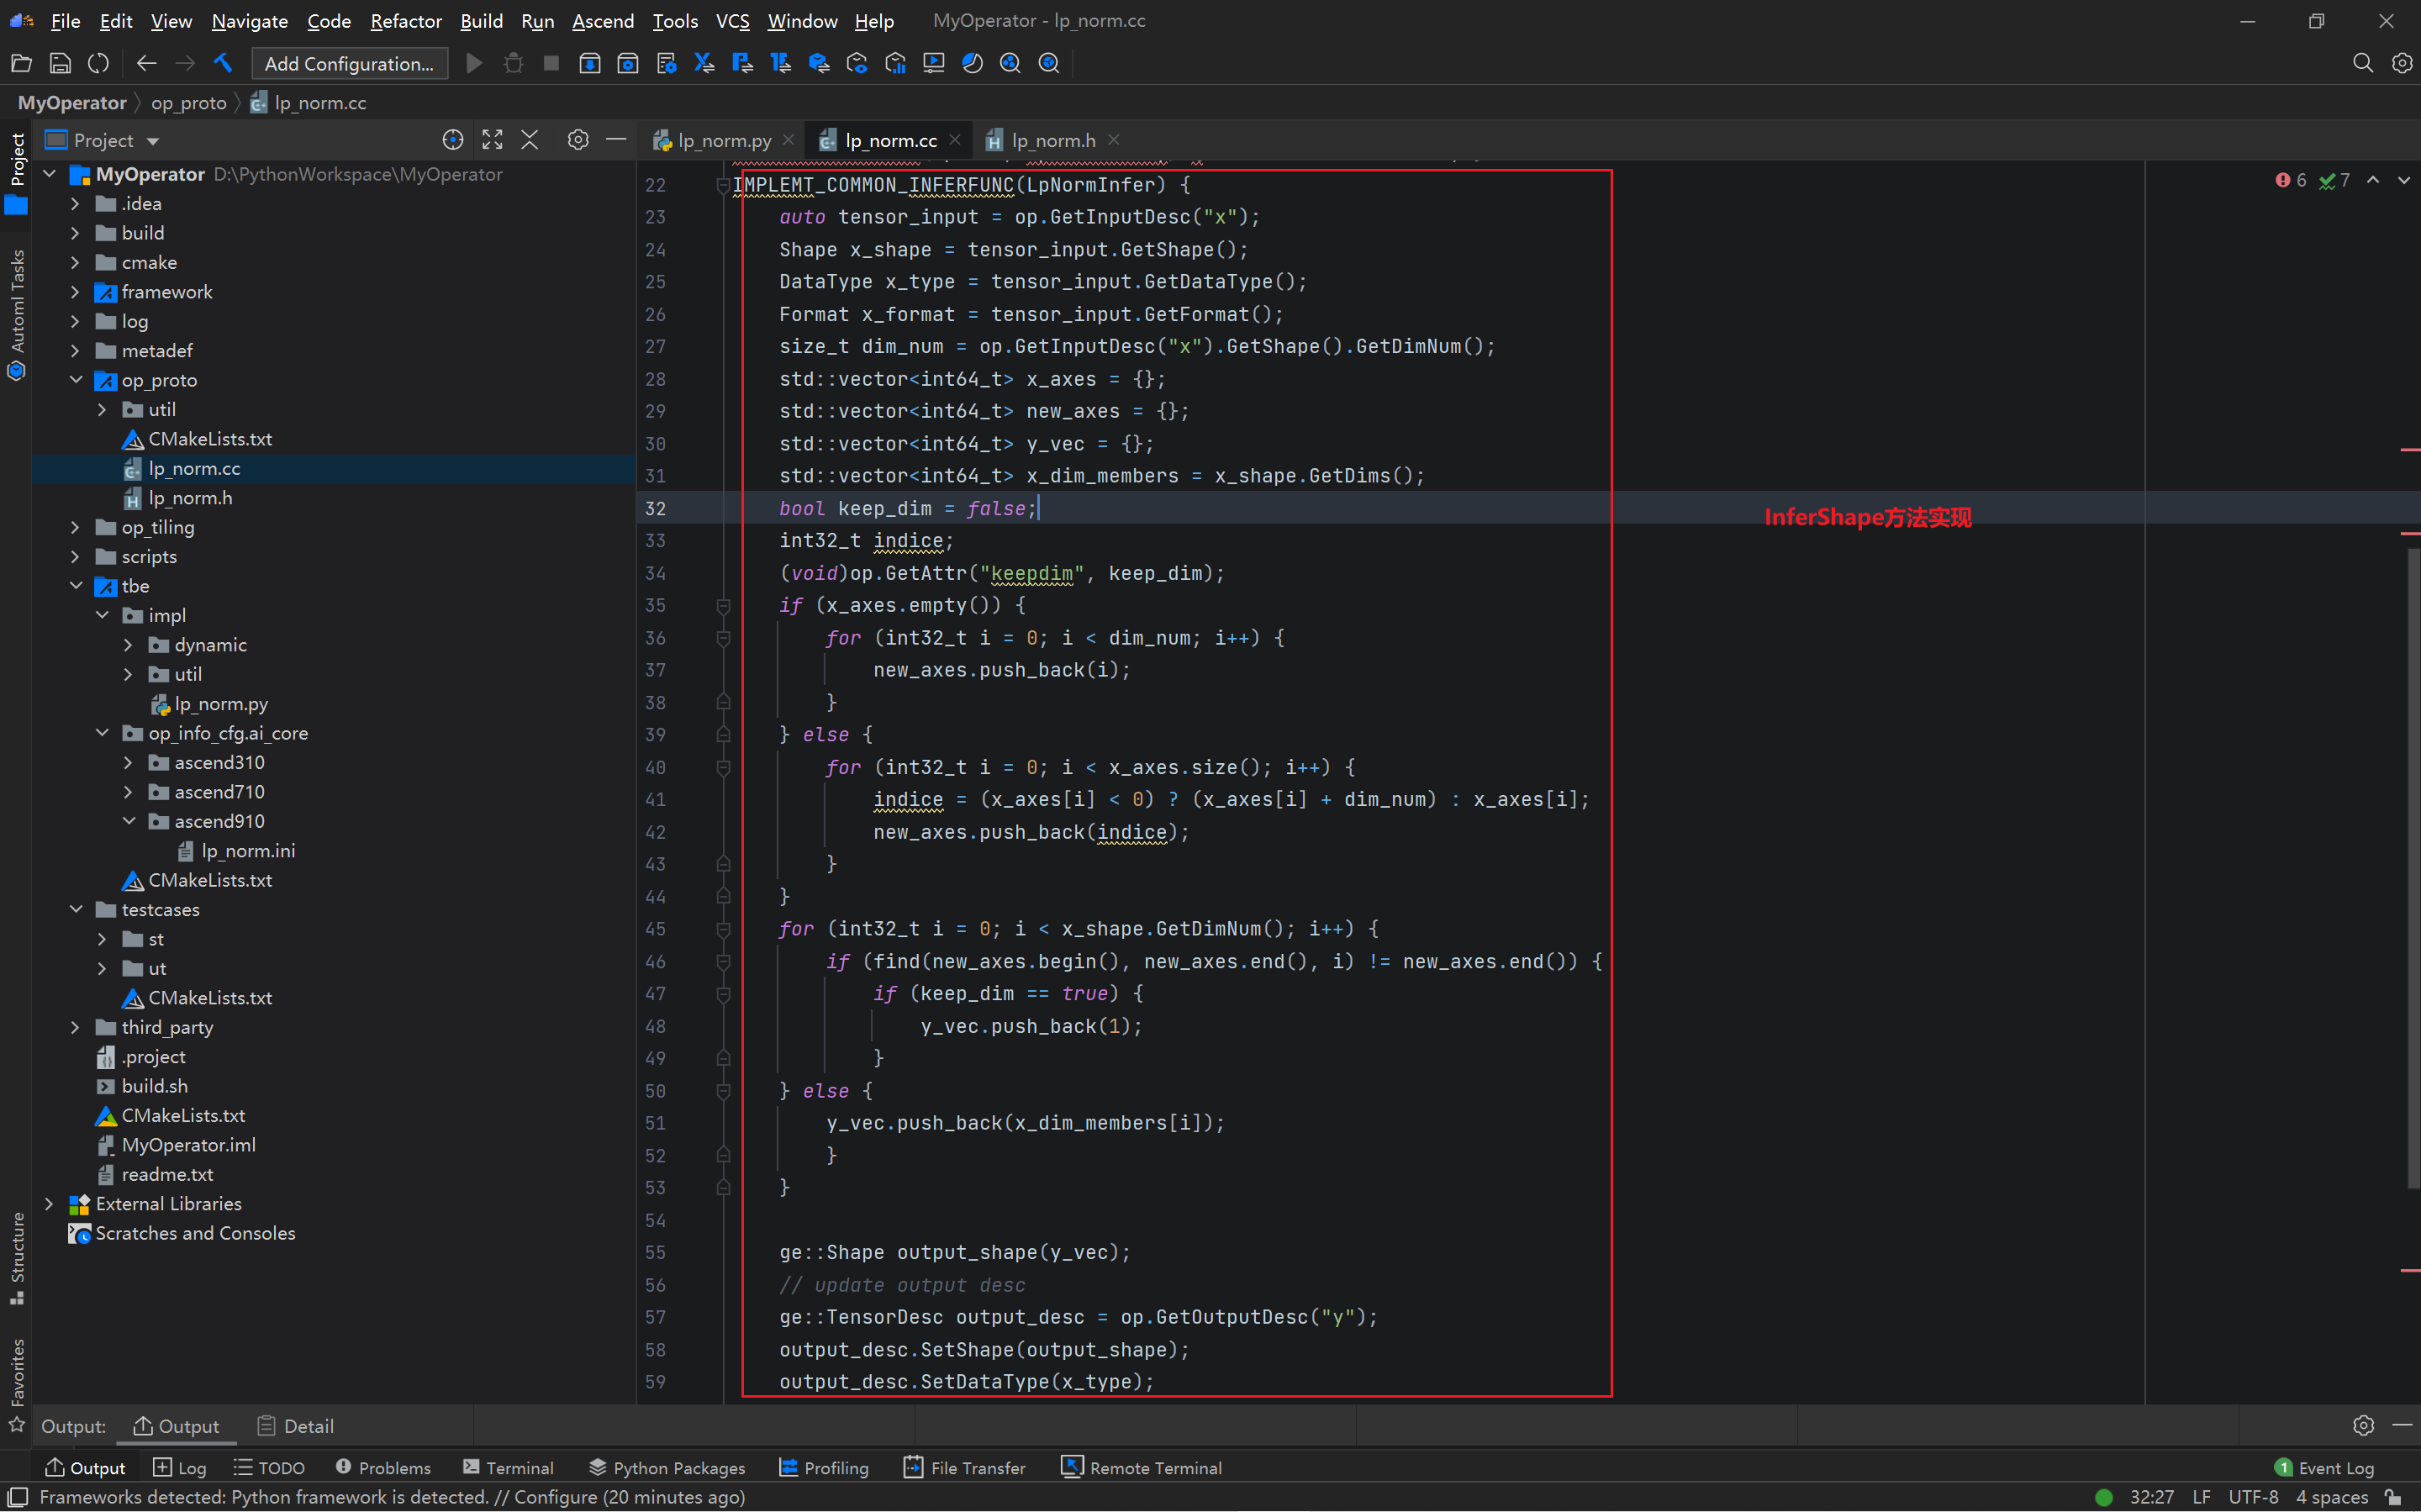 File Edit View Navigate Code Refactor Build Run Ascend Tools VCS Window Help MyOperator - lp_norm.cc
Add Configuration...
MyOperator op_proto lp_norm.cc
Project
lp_norm.py lp_norm.cc lp_norm.h
Project
Automl Tasks
Structure
Favorites
MyOperator D:\PythonWorkspace\MyOperator
.idea
build
cmake
framework
log
metadef
op_proto
util
CMakeLists.txt
lp_norm.cc
lp_norm.h
op_tiling
scripts
tbe
impl
dynamic
util
lp_norm.py
op_info_cfg.ai_core
ascend310
ascend710
ascend910
lp_norm.ini
CMakeLists.txt
testcases
st
ut
CMakeLists.txt
third_party
.project
build.sh
CMakeLists.txt
MyOperator.iml
readme.txt
External Libraries
Scratches and Consoles
6 7
22 IMPLEMT_COMMON_INFERFUNC(LpNormInfer) {
23 auto tensor_input = op.GetInputDesc("x");
24 Shape x_shape = tensor_input.GetShape();
25 DataType x_type = tensor_input.GetDataType();
26 Format x_format = tensor_input.GetFormat();
27 size_t dim_num = op.GetInputDesc("x").GetShape().GetDimNum();
28 std::vector<int64_t> x_axes = {};
29 std::vector<int64_t> new_axes = {};
30 std::vector<int64_t> y_vec = {};
31 std::vector<int64_t> x_dim_members = x_shape.GetDims();
32 bool keep_dim = false;
InferShape方法实现
33 int32_t indice;
34 (void)op.GetAttr("keepdim", keep_dim);
35 if (x_axes.empty()) {
36 for (int32_t i = 0; i < dim_num; i++) {
37 new_axes.push_back(i);
38 }
39 } else {
40 for (int32_t i = 0; i < x_axes.size(); i++) {
41 indice = (x_axes[i] < 0) ? (x_axes[i] + dim_num) : x_axes[i];
42 new_axes.push_back(indice);
43 }
44 }
45 for (int32_t i = 0; i < x_shape.GetDimNum(); i++) {
46 if (find(new_axes.begin(), new_axes.end(), i) != new_axes.end()) {
47 if (keep_dim == true) {
48 y_vec.push_back(1);
49 }
50 } else {
51 y_vec.push_back(x_dim_members[i]);
52 }
53 }
54
55 ge::Shape output_shape(y_vec);
56 // update output desc
57 ge::TensorDesc output_desc = op.GetOutputDesc("y");
58 output_desc.SetShape(output_shape);
59 output_desc.SetDataType(x_type);
Output: Output Detail
Output Log TODO Problems Terminal Python Packages Profiling File Transfer Remote Terminal 1 Event Log
Frameworks detected: Python framework is detected. // Configure (20 minutes ago) 32:27 LF UTF-8 4 spaces